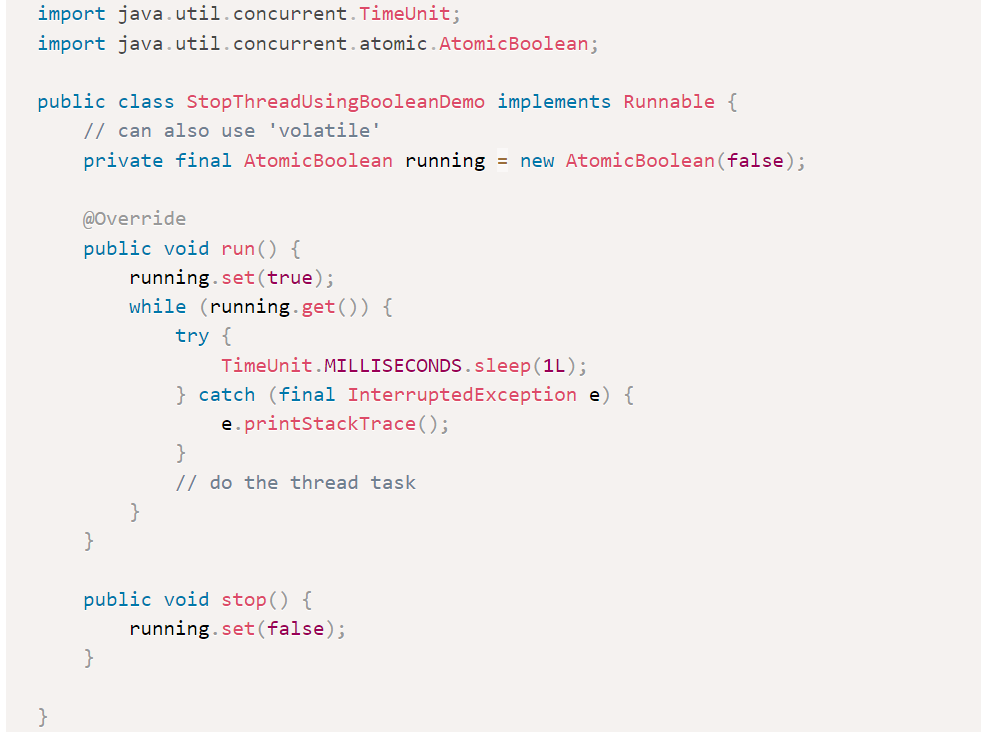 import java.util.concurrent.TimeUnit;
import java.util.concurrent.atomic.AtomicBoolean;

public class StopThreadUsingBooleanDemo implements Runnable {
    // can also use 'volatile'
    private final AtomicBoolean running = new AtomicBoolean(false);

    @Override
    public void run() {
        running.set(true);
        while (running.get()) {
            try {
                TimeUnit.MILLISECONDS.sleep(1L);
            } catch (final InterruptedException e) {
                e.printStackTrace();
            }
            // do the thread task
        }
    }

    public void stop() {
        running.set(false);
    }

}